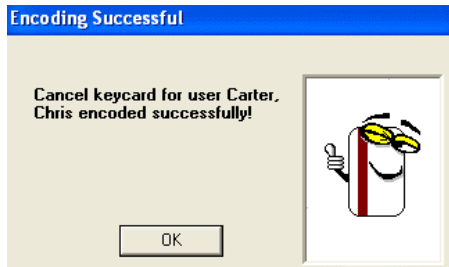 Encoding Successful
Cancel keycard for user Carter,
Chris encoded successfully!
OK